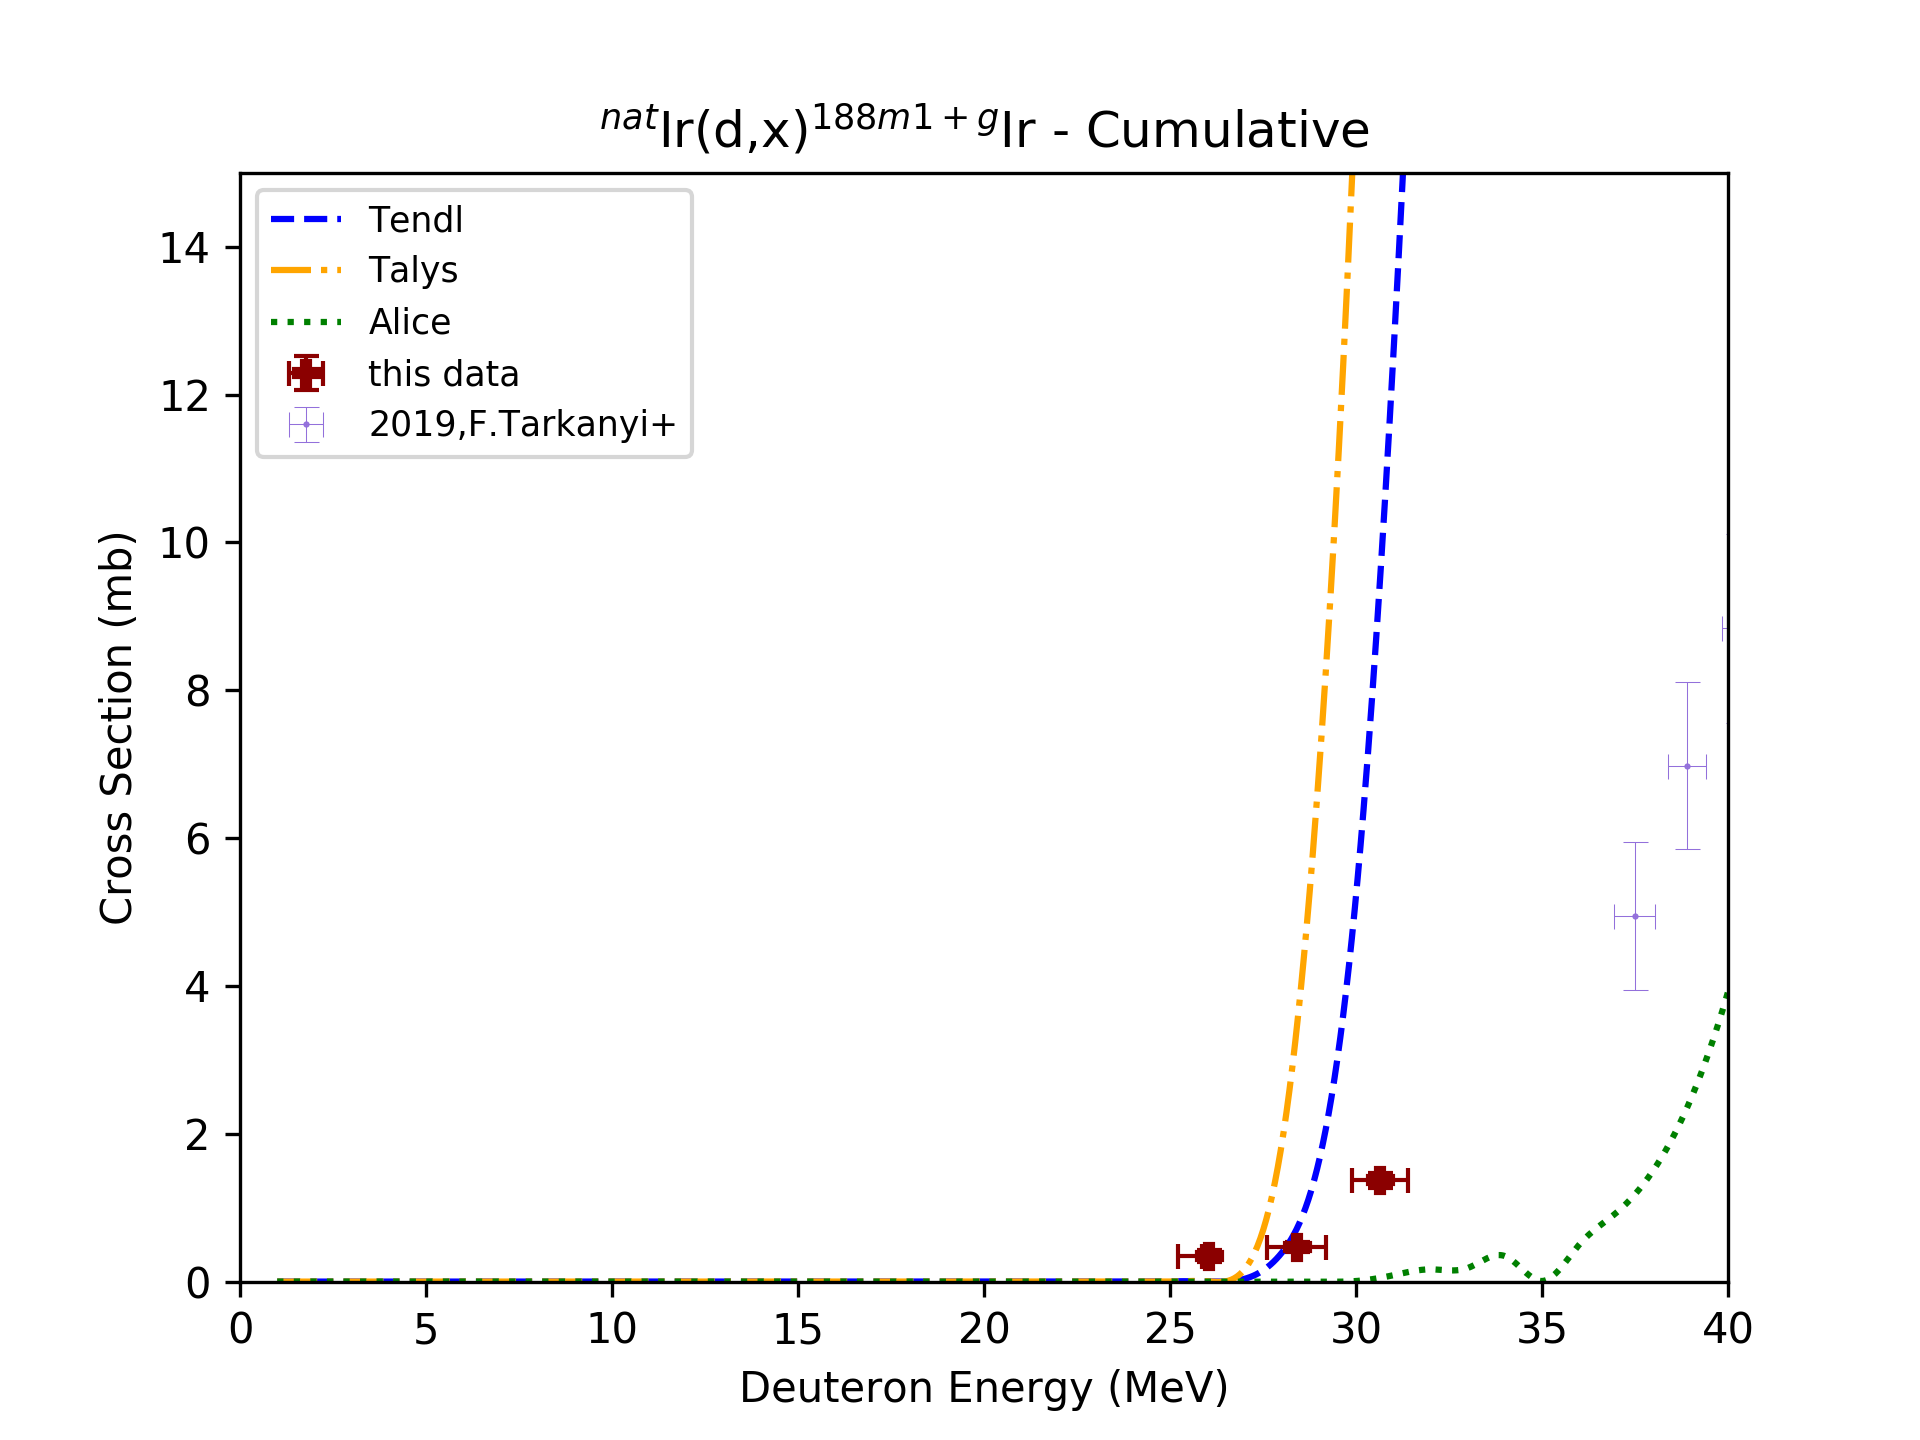 natIr(d,x)188m1+gIr - Cumulative
Tendl
Talys
Alice
this data
2019,F.Tarkanyi+
Cross Section (mb)
14
12
10
8
6
4
2
0
0 5 10 15 20 25 30 35 40
Deuteron Energy (MeV)